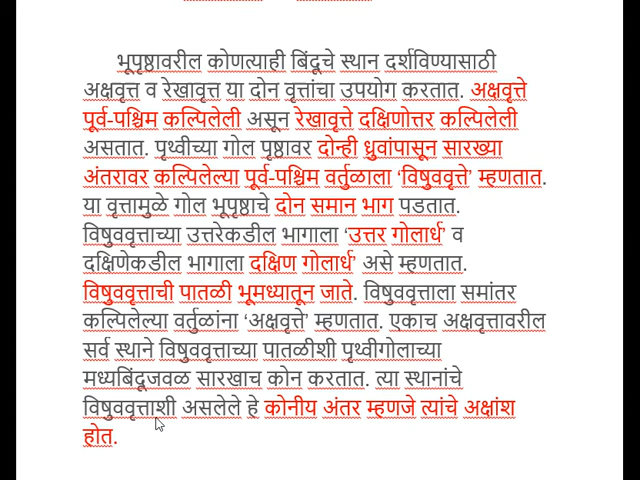 भूपृष्ठावरील कोणत्याही बिंदूचे स्थान दर्शविण्यासाठी
अक्षवृत्त व रेखावृत्त या दोन वृत्तांचा उपयोग करतात. अक्षवृत्ते
पूर्व-पश्चिम कल्पिलेली असून रेखावृत्ते दक्षिणोत्तर कल्पिलेली
असतात. पृथ्वीच्या गोल पृष्ठावर दोन्ही ध्रुवांपासून सारख्या
अंतरावर कल्पिलेल्या पूर्व-पश्चिम वर्तुळाला ‘विषुववृत्ते’ म्हणतात.
या वृत्तामुळे गोल भूपृष्ठाचे दोन समान भाग पडतात.
विषुववृत्ताच्या उत्तरेकडील भागाला ‘उत्तर गोलार्ध’ व
दक्षिणेकडील भागाला दक्षिण गोलार्ध’ असे म्हणतात.
विषुववृत्ताची पातळी भूमध्यातून जाते. विषुववृत्ताला समांतर
कल्पिलेल्या वर्तुळांना ‘अक्षवृत्ते’ म्हणतात. एकाच अक्षवृत्तावरील
सर्व स्थाने विषुववृत्ताच्या पातळीशी पृथ्वीगोलाच्या
मध्यबिंदूजवळ सारखाच कोन करतात. त्या स्थानांचे
विषुववृत्ताशी असलेले हे कोनीय अंतर म्हणजे त्यांचे अक्षांश
होत.